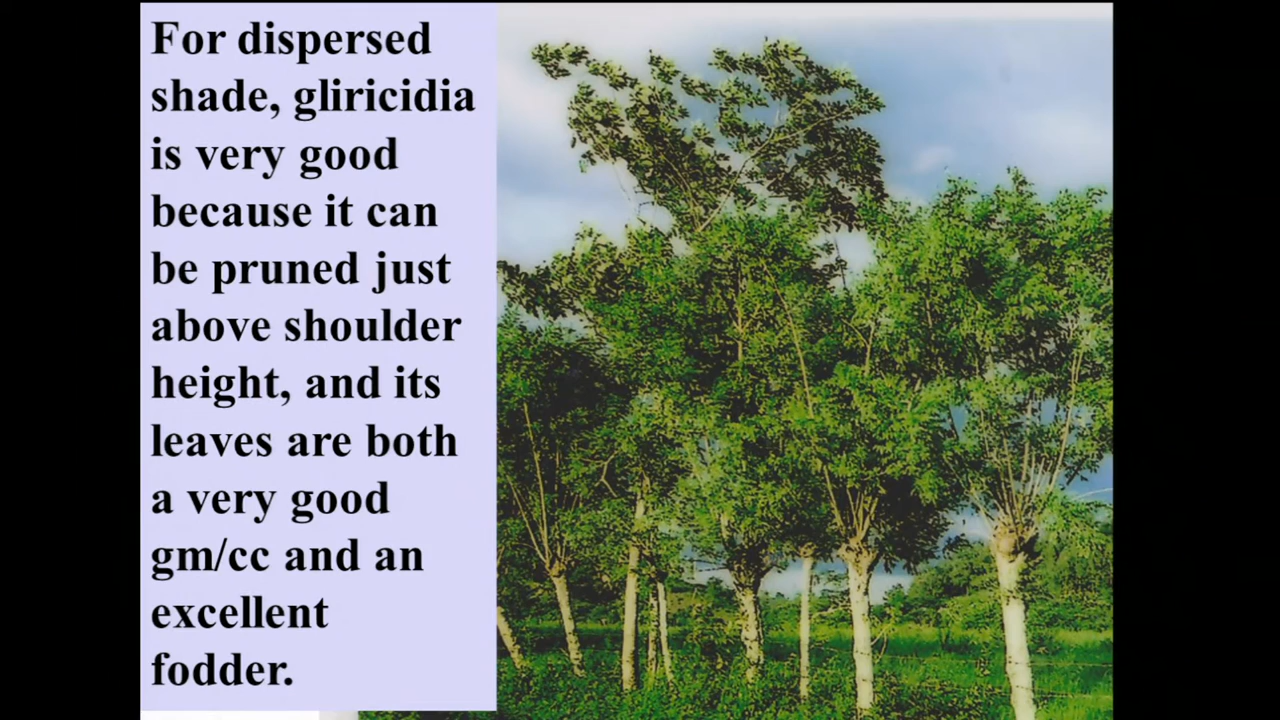 For dispersed
shade, gliricidia
is very good
because it can
be pruned just
above shoulder
height, and its
leaves are both
a very good
gm/cc and an
excellent
fodder.